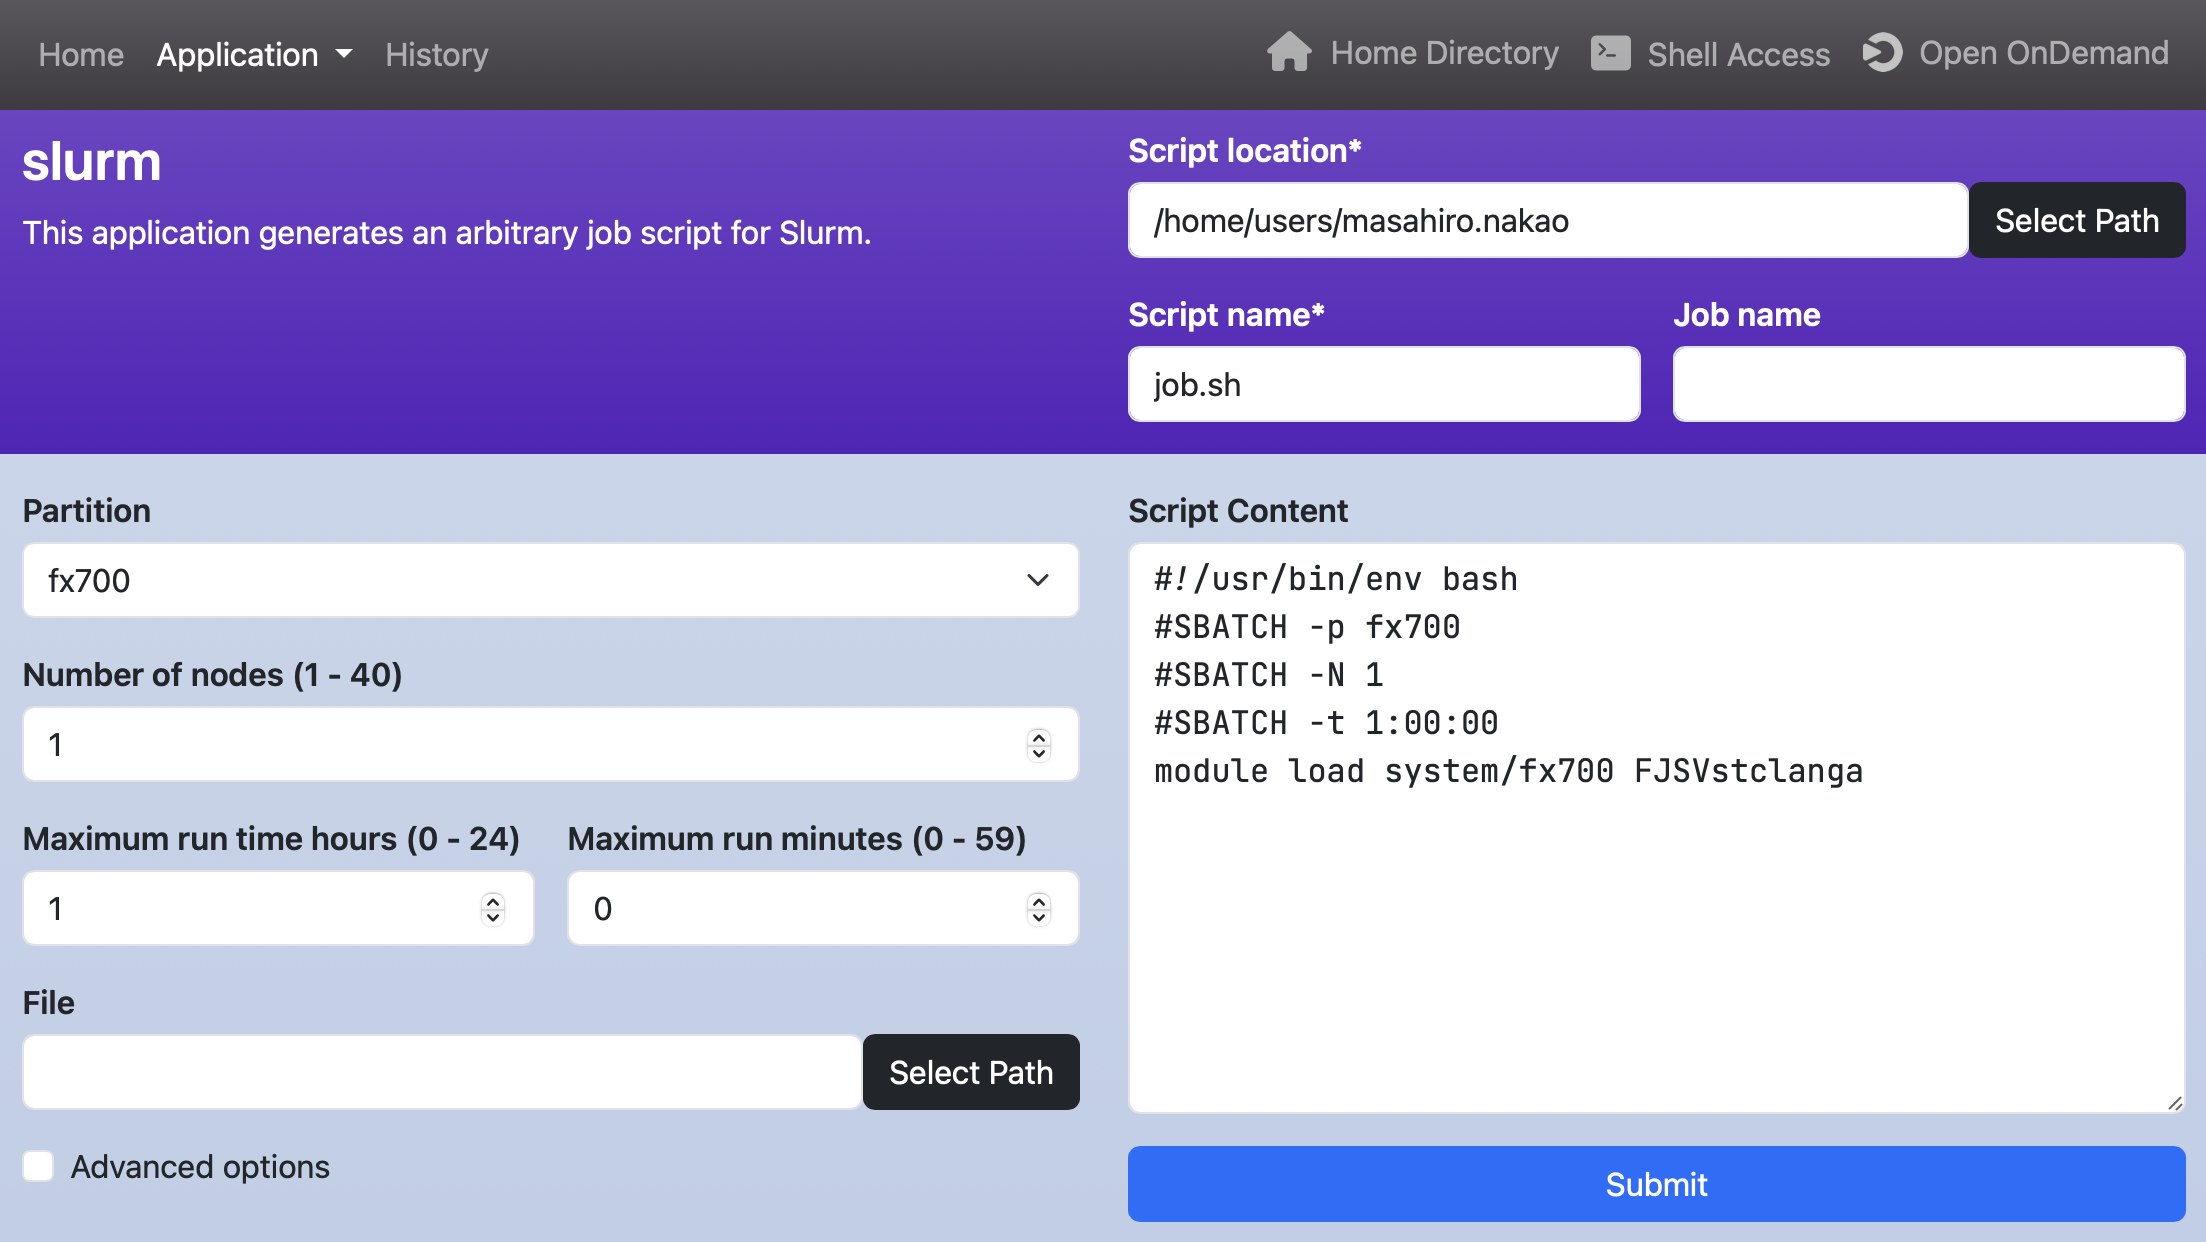 Home Application History Home Directory Shell Access Open OnDemand
slurm
This application generates an arbitrary job script for Slurm.
Script location*
/home/users/masahiro.nakao Select Path
Script name* Job name
job.sh
Partition
fx700
Number of nodes (1 - 40)
1
Maximum run time hours (0 - 24) Maximum run minutes (0 - 59)
1 0
File
Select Path
Advanced options
Script Content
#!/usr/bin/env bash
#SBATCH -p fx700
#SBATCH -N 1
#SBATCH -t 1:00:00
module load system/fx700 FJSVstclanga
Submit